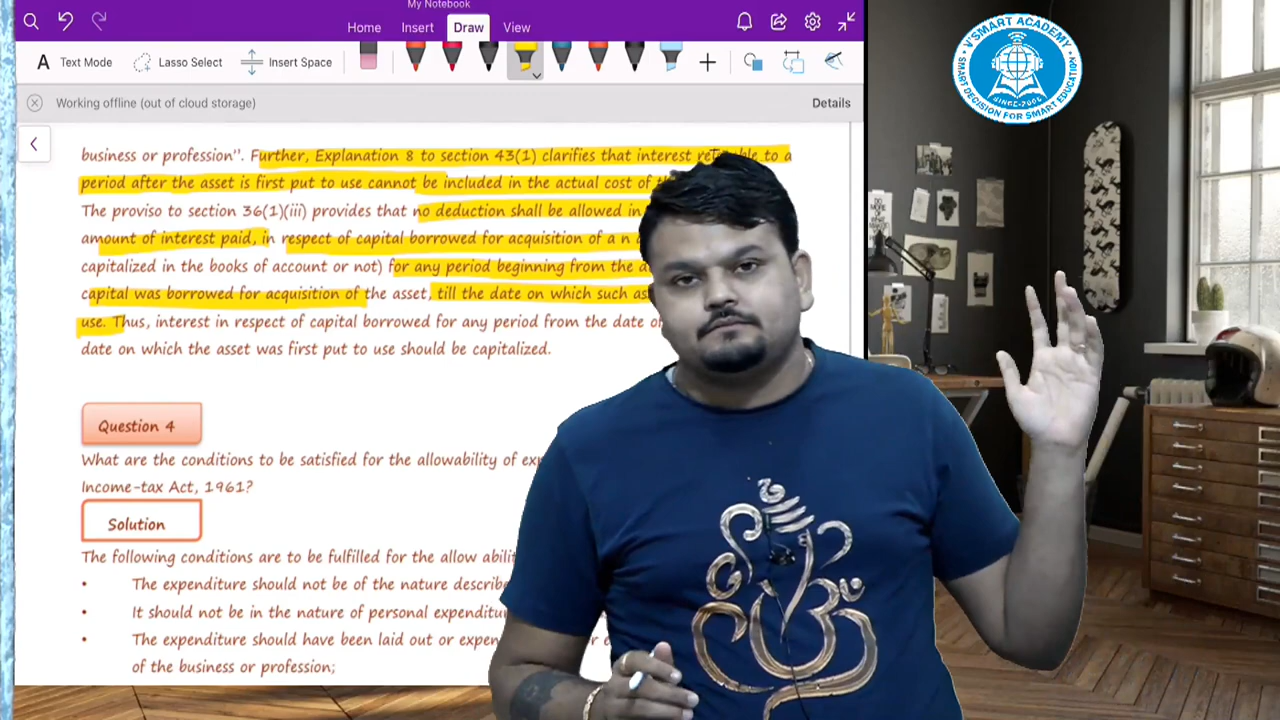 My Notebook
Home Insert Draw View
Text Mode Lasso Select Insert Space
Working offline (out of cloud storage) Details
business or profession". Further, Explanation 8 to section 43(1) clarifies that interest to a
period after the asset is first put to use cannot be included in the actual cost of
The proviso to section 36(1)(iii) provides that no deduction shall be allowed in
amount of interest paid, in respect of capital borrowed for acquisition of a n
capitalized in the books of account or not) for any period beginning from the
capital was borrowed for acquisition of the asset, till the date on which such
use. Thus, interest in respect of capital borrowed for any period from the date
date on which the asset was first put to use should be capitalized.
Question 4
What are the conditions to be satisfied for the allowability of
Income-tax Act, 1961?
Solution
The following conditions are to be fulfilled for the allow
• The expenditure should not be of the nature
• It should not be in the nature of personal
• The expenditure should have been laid out or
of the business or profession;
V'SMART ACADEMY
SMART DECISION FOR SMART EDUCATION